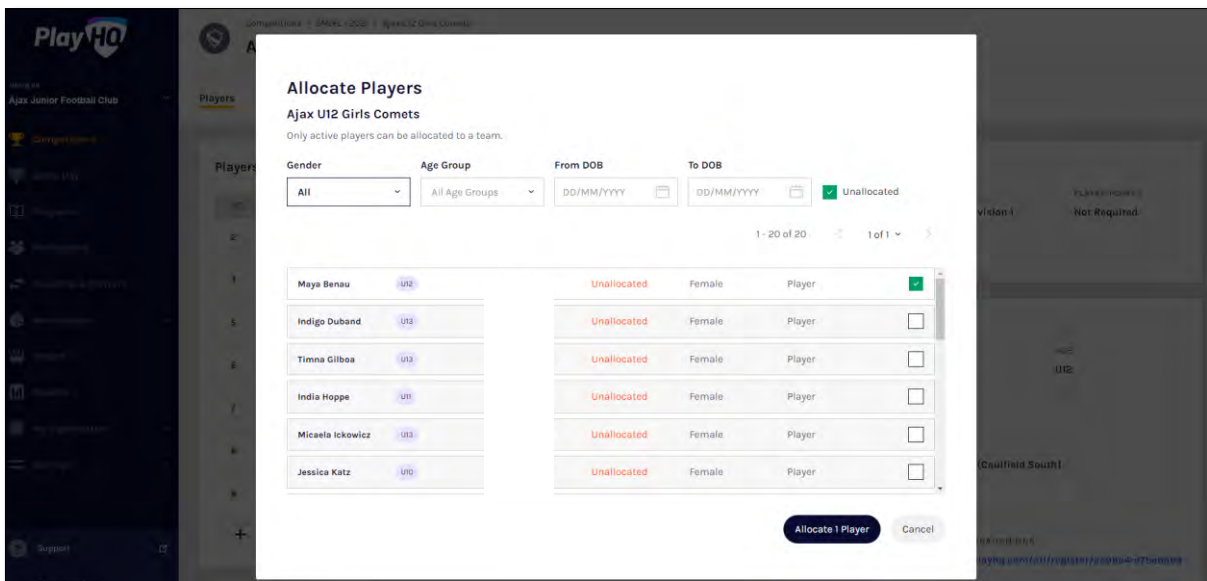 PlayHQ
Ajax Junior Football Club
Players
Allocate Players
Ajax U12 Girls Comets
Only active players can be allocated to a team.
Gender Age Group From DOB To DOB
All All Age Groups DD/MM/YYYY DD/MM/YYYY Unallocated
1 - 20 of 20 1 of 1
Maya Benau U12 Unallocated Female Player
Indigo Duband U13 Unallocated Female Player
Timna Gilboa U13 Unallocated Female Player
India Hoppe U11 Unallocated Female Player
Micaela Ickowicz U13 Unallocated Female Player
Jessica Katz U10 Unallocated Female Player
Allocate 1 Player Cancel
Players
Not Required
U12
(Caulfield South)
Support